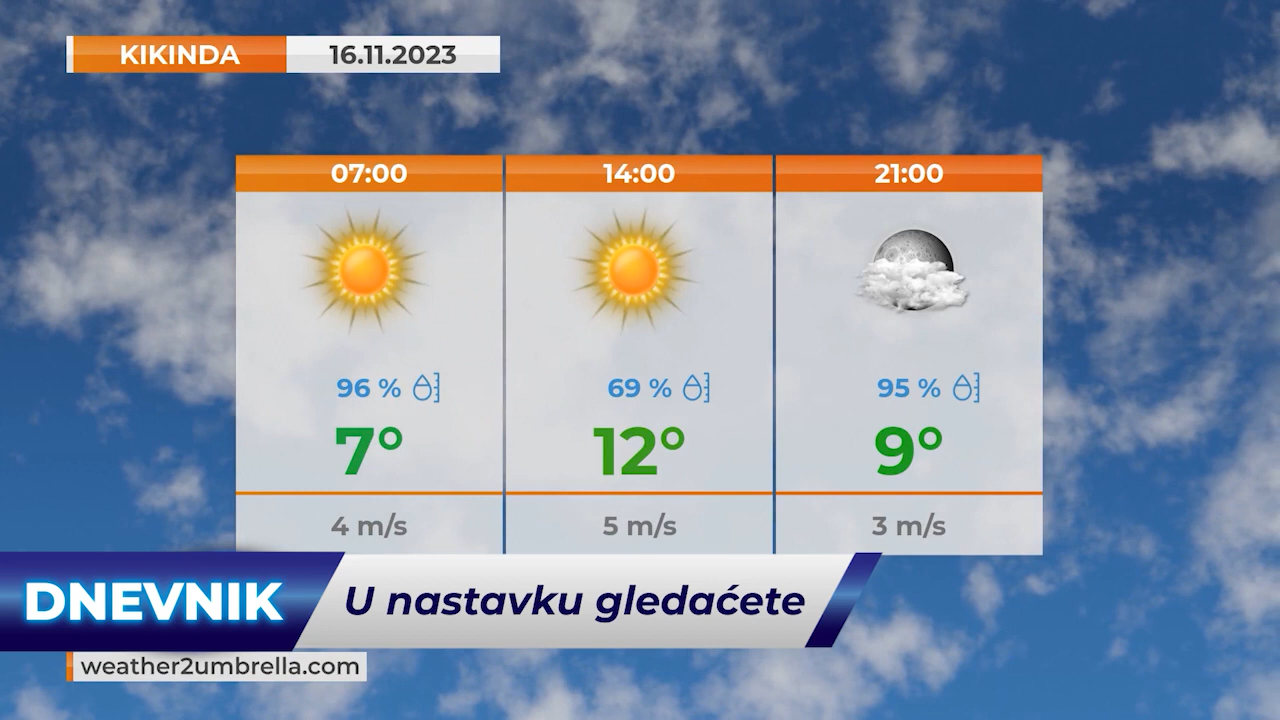 KIKINDA 16.11.2023
07:00 14:00 21:00
96 % 69 % 95 %
7° 12° 9°
4 m/s 5 m/s 3 m/s
DNEVNIK U nastavku gledaćete
weather2umbrella.com